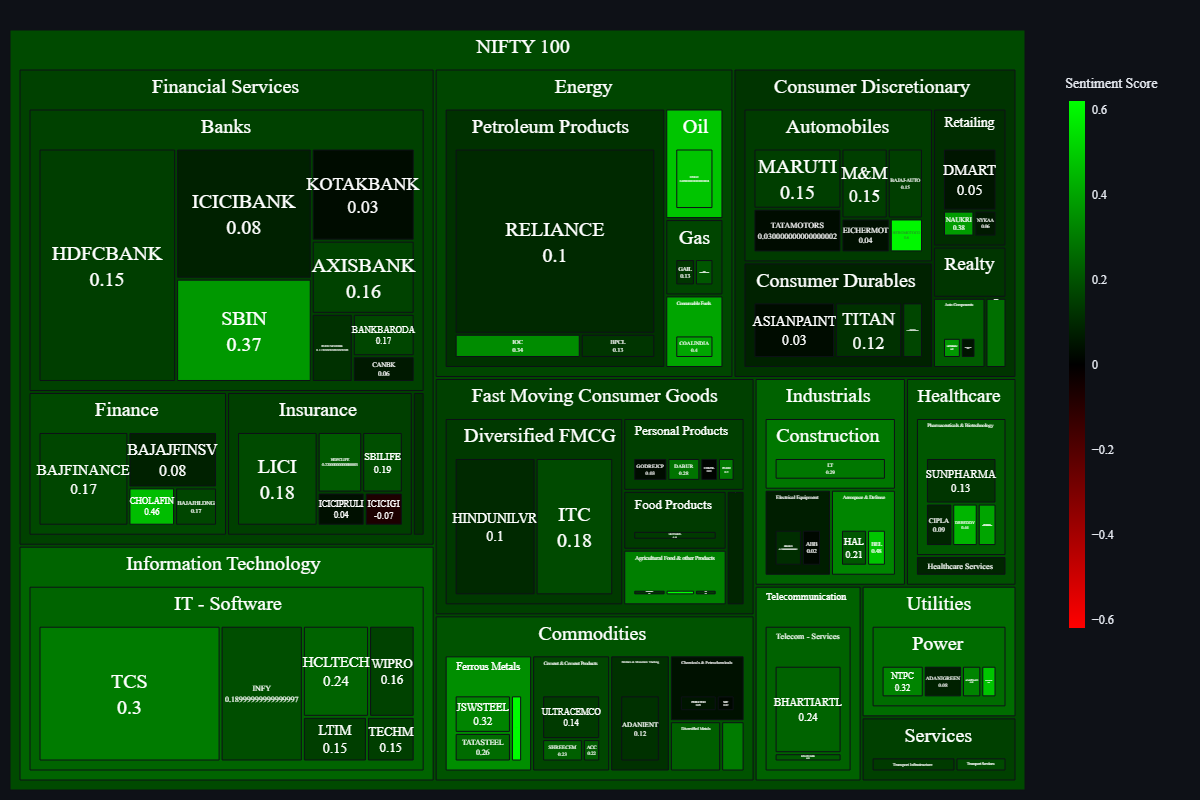 NIFTY 100
Financial Services
Banks
HDFCBANK
0.15
ICICIBANK
0.08
SBIN
0.37
KOTAKBANK
0.03
AXISBANK
0.16
BANKBARODA
0.17
CANBK
0.06
Finance
BAJFINANCE
0.17
BAJAJFINSV
0.08
CHOLAFIN
0.46
BAJAJHLDNG
0.17
Insurance
LICI
0.18
SBILIFE
0.19
ICICIPRULI
0.04
ICICIGI
-0.07
Information Technology
IT - Software
TCS
0.3
INFY
0.18999999999999997
HCLTECH
0.24
WIPRO
0.16
LTIM
0.15
TECHM
0.15
Energy
Petroleum Products
RELIANCE
0.1
IOC
0.34
BPCL
0.13
Oil
Gas
GAIL
0.13
Consumable Fuels
COALINDIA
0.4
Consumer Discretionary
Automobiles
MARUTI
0.15
M&M
0.15
BAJAJ-AUTO
0.15
TATAMOTORS
0.030000000000000002
EICHERMOT
0.04
Retailing
DMART
0.05
NAUKRI
0.38
NYKAA
0.06
Consumer Durables
ASIANPAINT
0.03
TITAN
0.12
Realty
Auto Components
Fast Moving Consumer Goods
Diversified FMCG
HINDUNILVR
0.1
ITC
0.18
Personal Products
GODREJCP
0.08
DABUR
0.28
Food Products
Agricultural Food & other Products
Commodities
Ferrous Metals
JSWSTEEL
0.32
TATASTEEL
0.26
Cement & Cement Products
ULTRACEMCO
0.14
SHREECEM
0.23
ACC
0.22
ADANIENT
0.12
Chemicals & Petrochemicals
Diversified Metals
Industrials
Construction
LT
0.29
Electrical Equipment
ABB
0.02
Aerospace & Defense
HAL
0.21
BEL
0.48
Healthcare
Pharmaceuticals & Biotechnology
SUNPHARMA
0.13
CIPLA
0.09
Healthcare Services
Telecommunication
Telecom - Services
BHARTIARTL
0.24
Utilities
Power
NTPC
0.32
ADANIGREEN
0.08
Services
Transport Infrastructure
Transport Services
Sentiment Score
0.6
0.4
0.2
0
−0.2
−0.4
−0.6